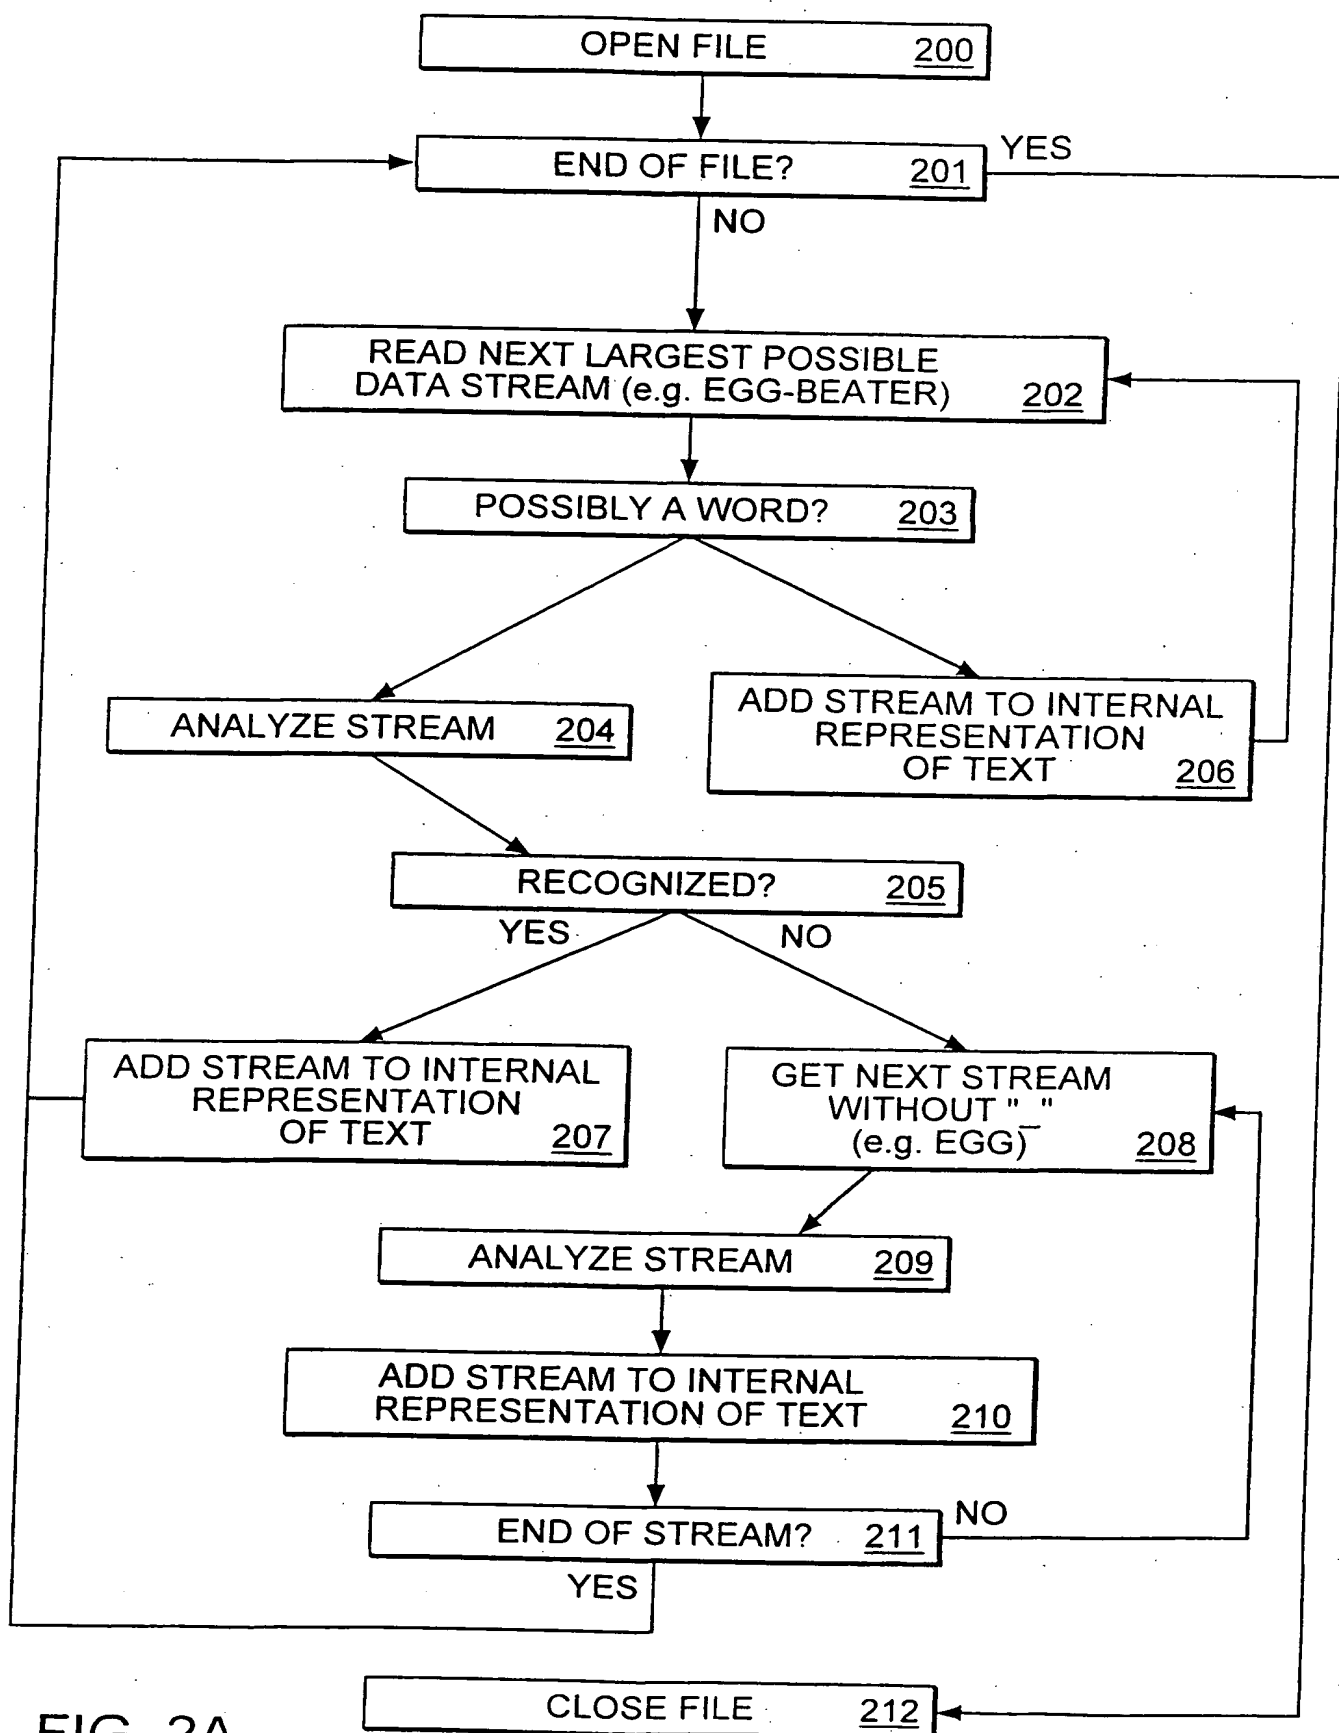 OPEN FILE 200
END OF FILE? 201 YES
NO
READ NEXT LARGEST POSSIBLE
DATA STREAM (e.g. EGG-BEATER) 202
POSSIBLY A WORD? 203
ANALYZE STREAM 204
ADD STREAM TO INTERNAL
REPRESENTATION
OF TEXT 206
RECOGNIZED? 205
YES NO
ADD STREAM TO INTERNAL
REPRESENTATION
OF TEXT 207
GET NEXT STREAM
WITHOUT "_"
(e.g. EGG) 208
ANALYZE STREAM 209
ADD STREAM TO INTERNAL
REPRESENTATION OF TEXT 210
END OF STREAM? 211 NO
YES
CLOSE FILE 212
FIG. 2A